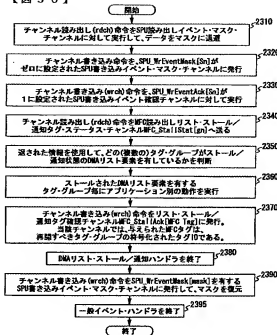 開始
チャンネル読み出し(rdch)命令をSPU読み出しイベント・マスク・
チャンネルに対して実行して、データをマスクに退避
2310
チャンネル書き込み(wrch)命令を、SPU_WrEventMask[Sn]が
ゼロに設定されたSPU書きイベント・マスク・チャンネルに発行
2320
チャンネル書き込み(wrch)命令を、SPU_WrEventAck[Sn]が
1に設定されたSPU書きイベント確認チャンネルに対して実行
2330
チャンネル読み出し(rdch)命令をMFC読み出しリスト・ストール/
通知タグ・ステータス・チャンネルMFC_StallStat[gn]へ送る
2340
返された情報を使用して、どの(複数の)タグ・グループがストール/
通知状態のDMAリスト要素を有しているかを判断
2350
ストールされたDMAリスト要素を有する
タグ・グループ毎にアプリケーション別の動作を実行
2360
チャンネル書き込み(wrch)命令をリスト・ストール/
通知タグ確認チャンネルMFC_StallAck[MFC Tag]に発行。
当該チャンネルでは、与えられたMFCタグは、
再開すべきタグ・グループの符号化されたタグIDである。
2370
DMAリスト・ストール/通知ハンドラを終了
2380
チャンネル書き込み(wrch)命令をSPU_WrEventMask[mask]を有する
SPU書き込みイベント・マスク・チャンネルに発行して、マスクを復元
2390
一般イベント・ハンドラを終了
2395
終了